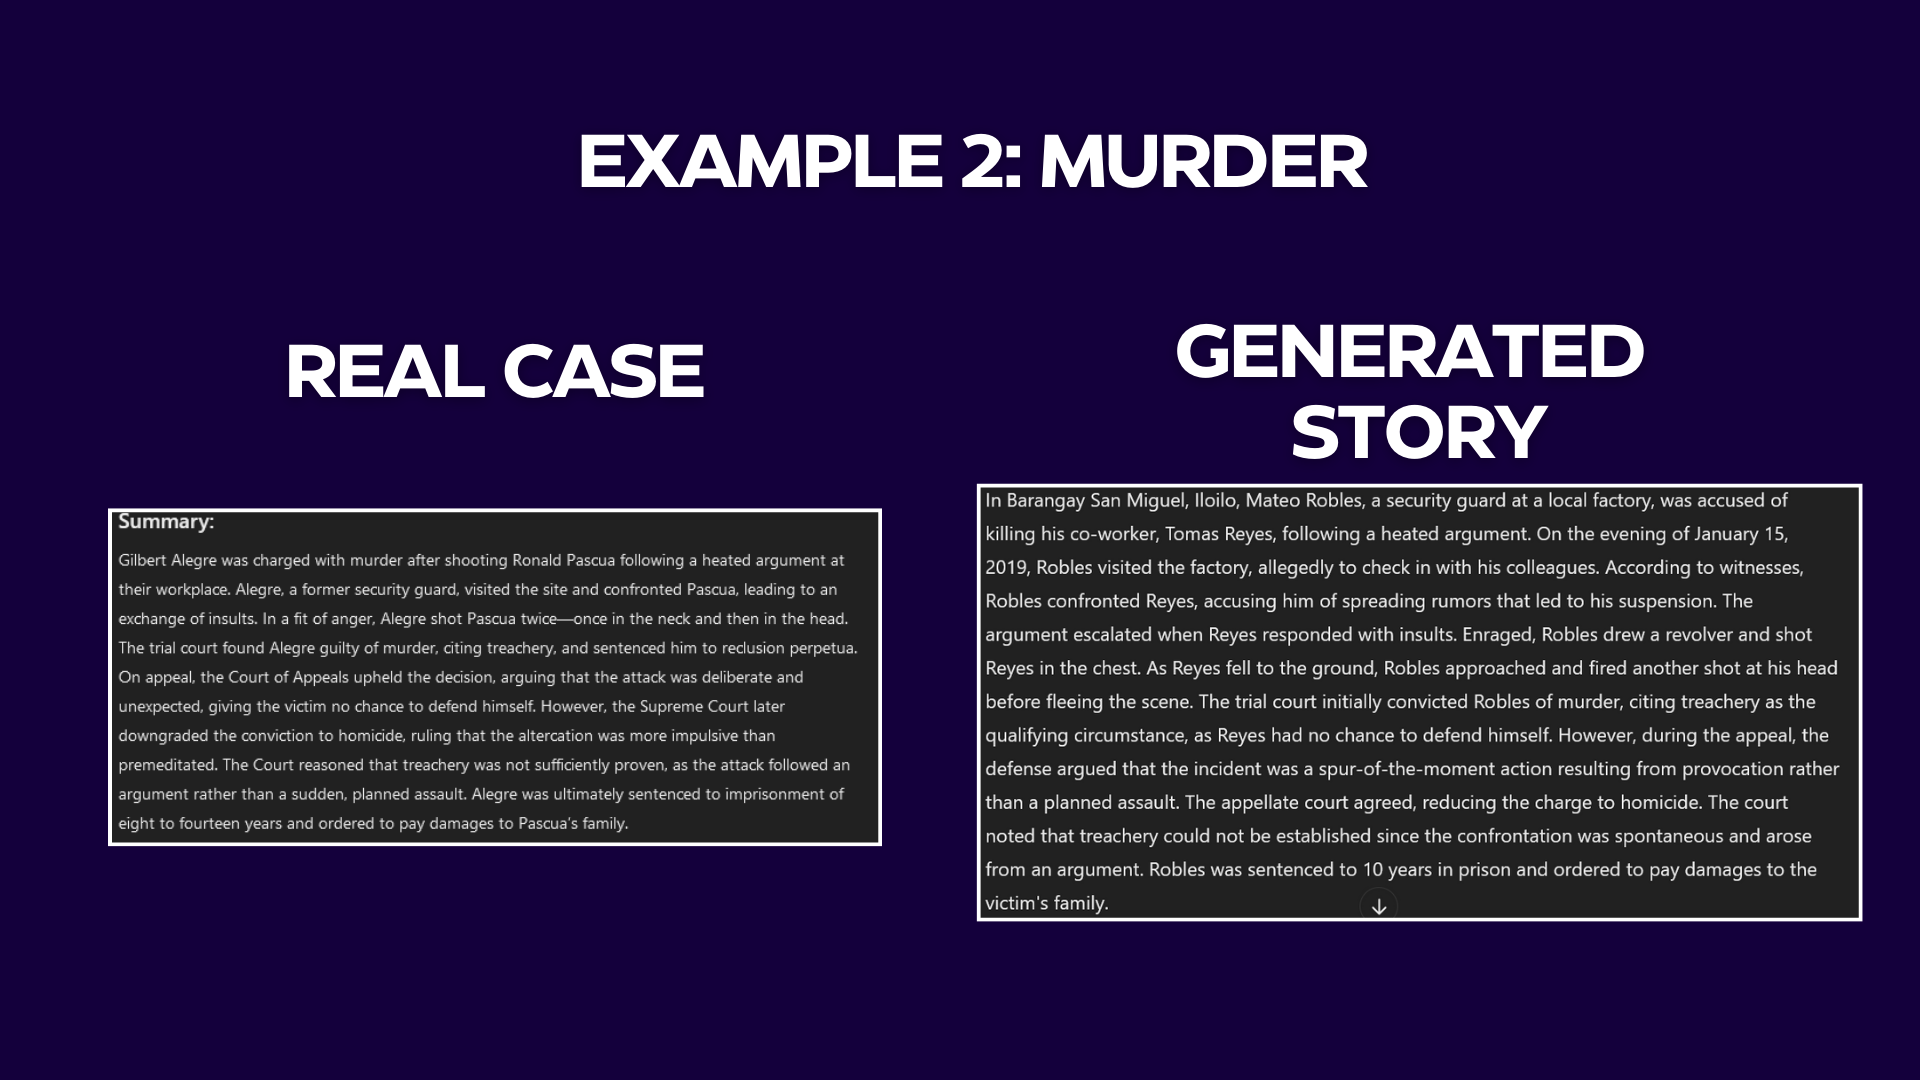 EXAMPLE 2: MURDER
REAL CASE
Summary:
Gilbert Alegre was charged with murder after shooting Ronald Pascua following a heated argument at
their workplace. Alegre, a former security guard, visited the site and confronted Pascua, leading to an
exchange of insults. In a fit of anger, Alegre shot Pascua twice—once in the neck and then in the head.
The trial court found Alegre guilty of murder, citing treachery, and sentenced him to reclusion perpetua.
On appeal, the Court of Appeals upheld the decision, arguing that the attack was deliberate and
unexpected, giving the victim no chance to defend himself. However, the Supreme Court later
downgraded the conviction to homicide, ruling that the altercation was more impulsive than
premeditated. The Court reasoned that treachery was not sufficiently proven, as the attack followed an
argument rather than a sudden, planned assault. Alegre was ultimately sentenced to imprisonment of
eight to fourteen years and ordered to pay damages to Pascua's family.
GENERATED
STORY
In Barangay San Miguel, Iloilo, Mateo Robles, a security guard at a local factory, was accused of
killing his co-worker, Tomas Reyes, following a heated argument. On the evening of January 15,
2019, Robles visited the factory, allegedly to check in with his colleagues. According to witnesses,
Robles confronted Reyes, accusing him of spreading rumors that led to his suspension. The
argument escalated when Reyes responded with insults. Enraged, Robles drew a revolver and shot
Reyes in the chest. As Reyes fell to the ground, Robles approached and fired another shot at his head
before fleeing the scene. The trial court initially convicted Robles of murder, citing treachery as the
qualifying circumstance, as Reyes had no chance to defend himself. However, during the appeal, the
defense argued that the incident was a spur-of-the-moment action resulting from provocation rather
than a planned assault. The appellate court agreed, reducing the charge to homicide. The court
noted that treachery could not be established since the confrontation was spontaneous and arose
from an argument. Robles was sentenced to 10 years in prison and ordered to pay damages to the
victim's family.